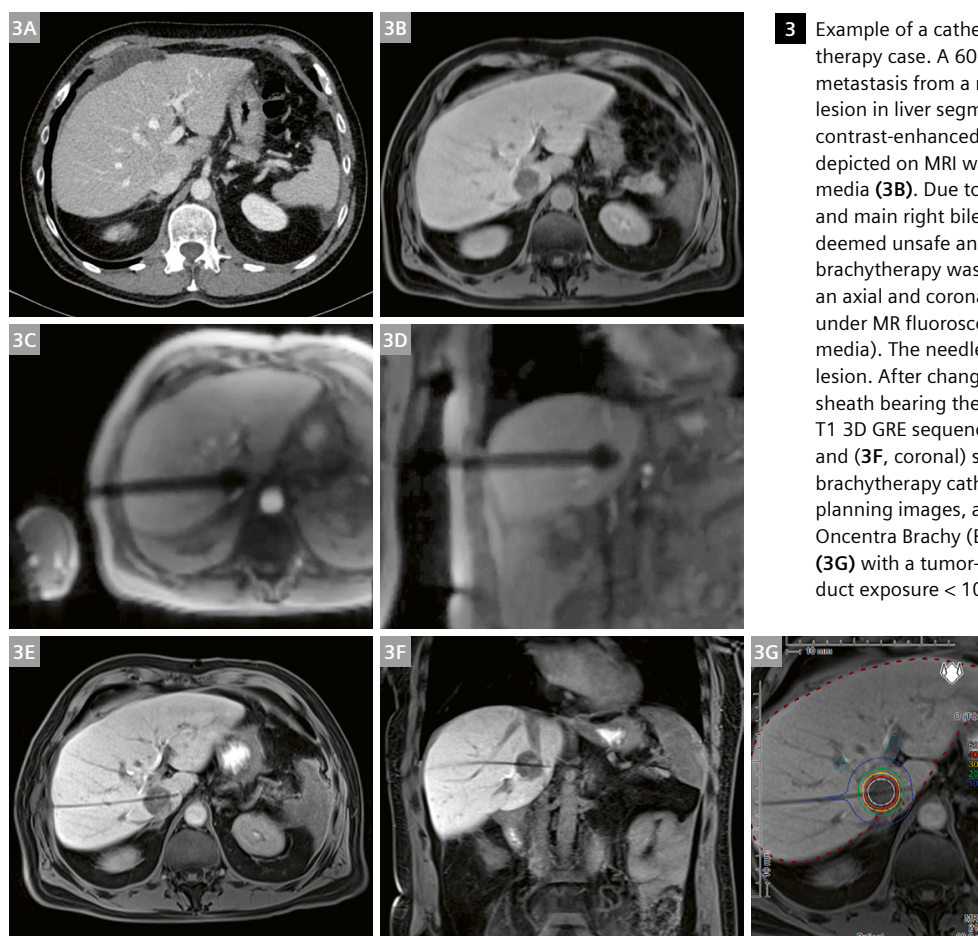 3A
3B
3 Example of a cathe
therapy case. A 60
metastasis from a r
lesion in liver segm
contrast-enhanced
depicted on MRI w
media (3B). Due to
and main right bile
deemed unsafe an
brachytherapy was
an axial and corona
under MR fluorosc
media). The needle
lesion. After chang
sheath bearing the
T1 3D GRE sequenc
and (3F, coronal) s
brachytherapy cath
planning images, a
Oncentra Brachy (E
(3G) with a tumor-
duct exposure < 10
3C
3D
3E
3F
3G
10 mm
10 mm